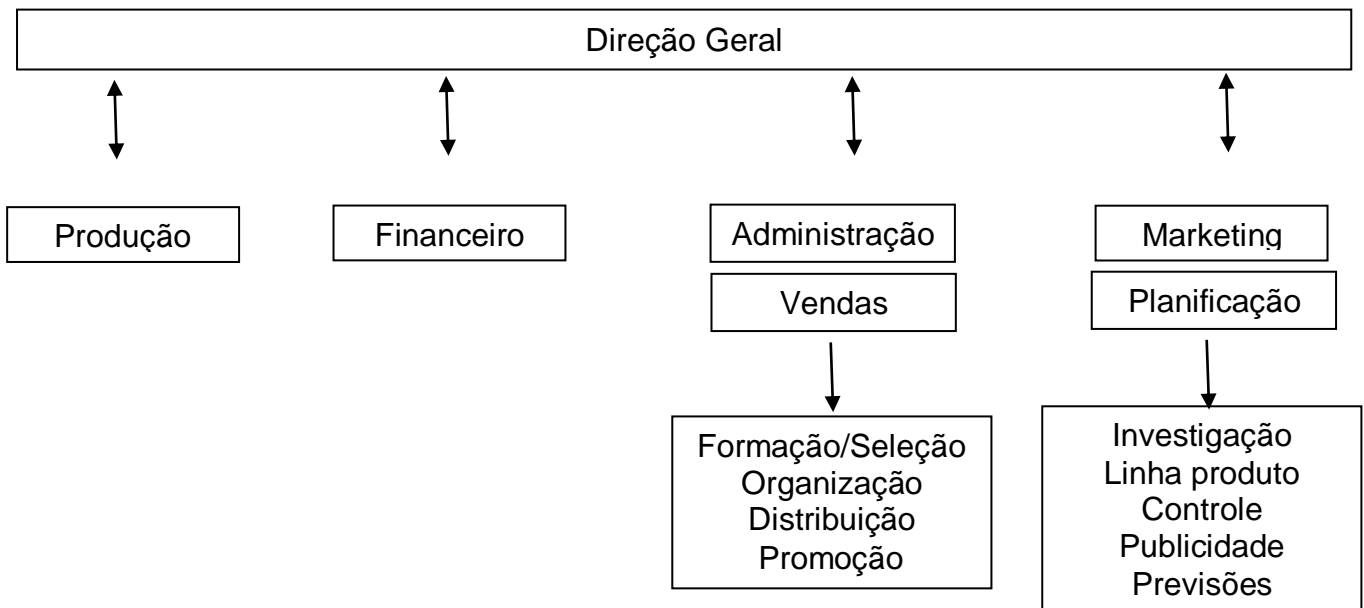 Direção Geral
Produção
Financeiro
Administração
Marketing
Vendas
Planificação
Formação/Seleção
Organização
Distribuição
Promoção
Investigação
Linha produto
Controle
Publicidade
Previsões